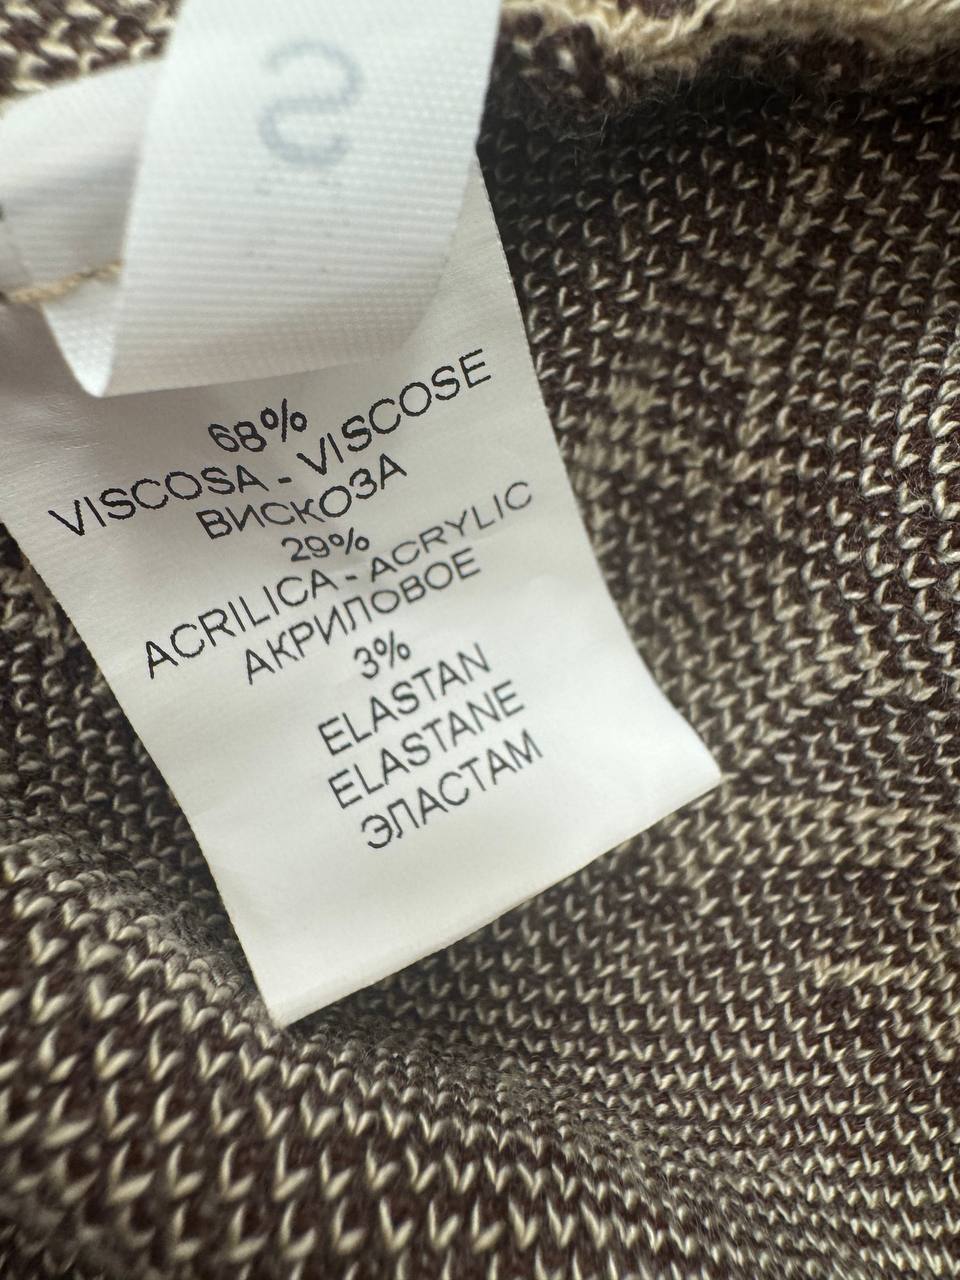 S
68%
VISCOSA - VISCOSE
ВИСКОЗА
29%
ACRILICA - ACRYLIC
АКРИЛОВОЕ
3%
ELASTAN
ELASTANE
ЭЛАСТАМ